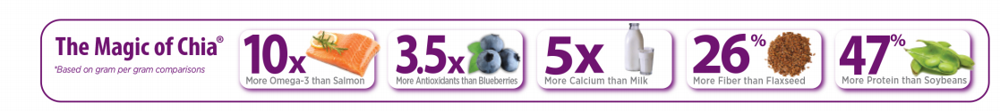 The Magic of Chia®
*Based on gram per gram comparisons
10x
More Omega-3 than Salmon
3.5x
More Antioxidants than Blueberries
5x
More Calcium than Milk
26%
More Fiber than Flaxseed
47%
More Protein than Soybeans